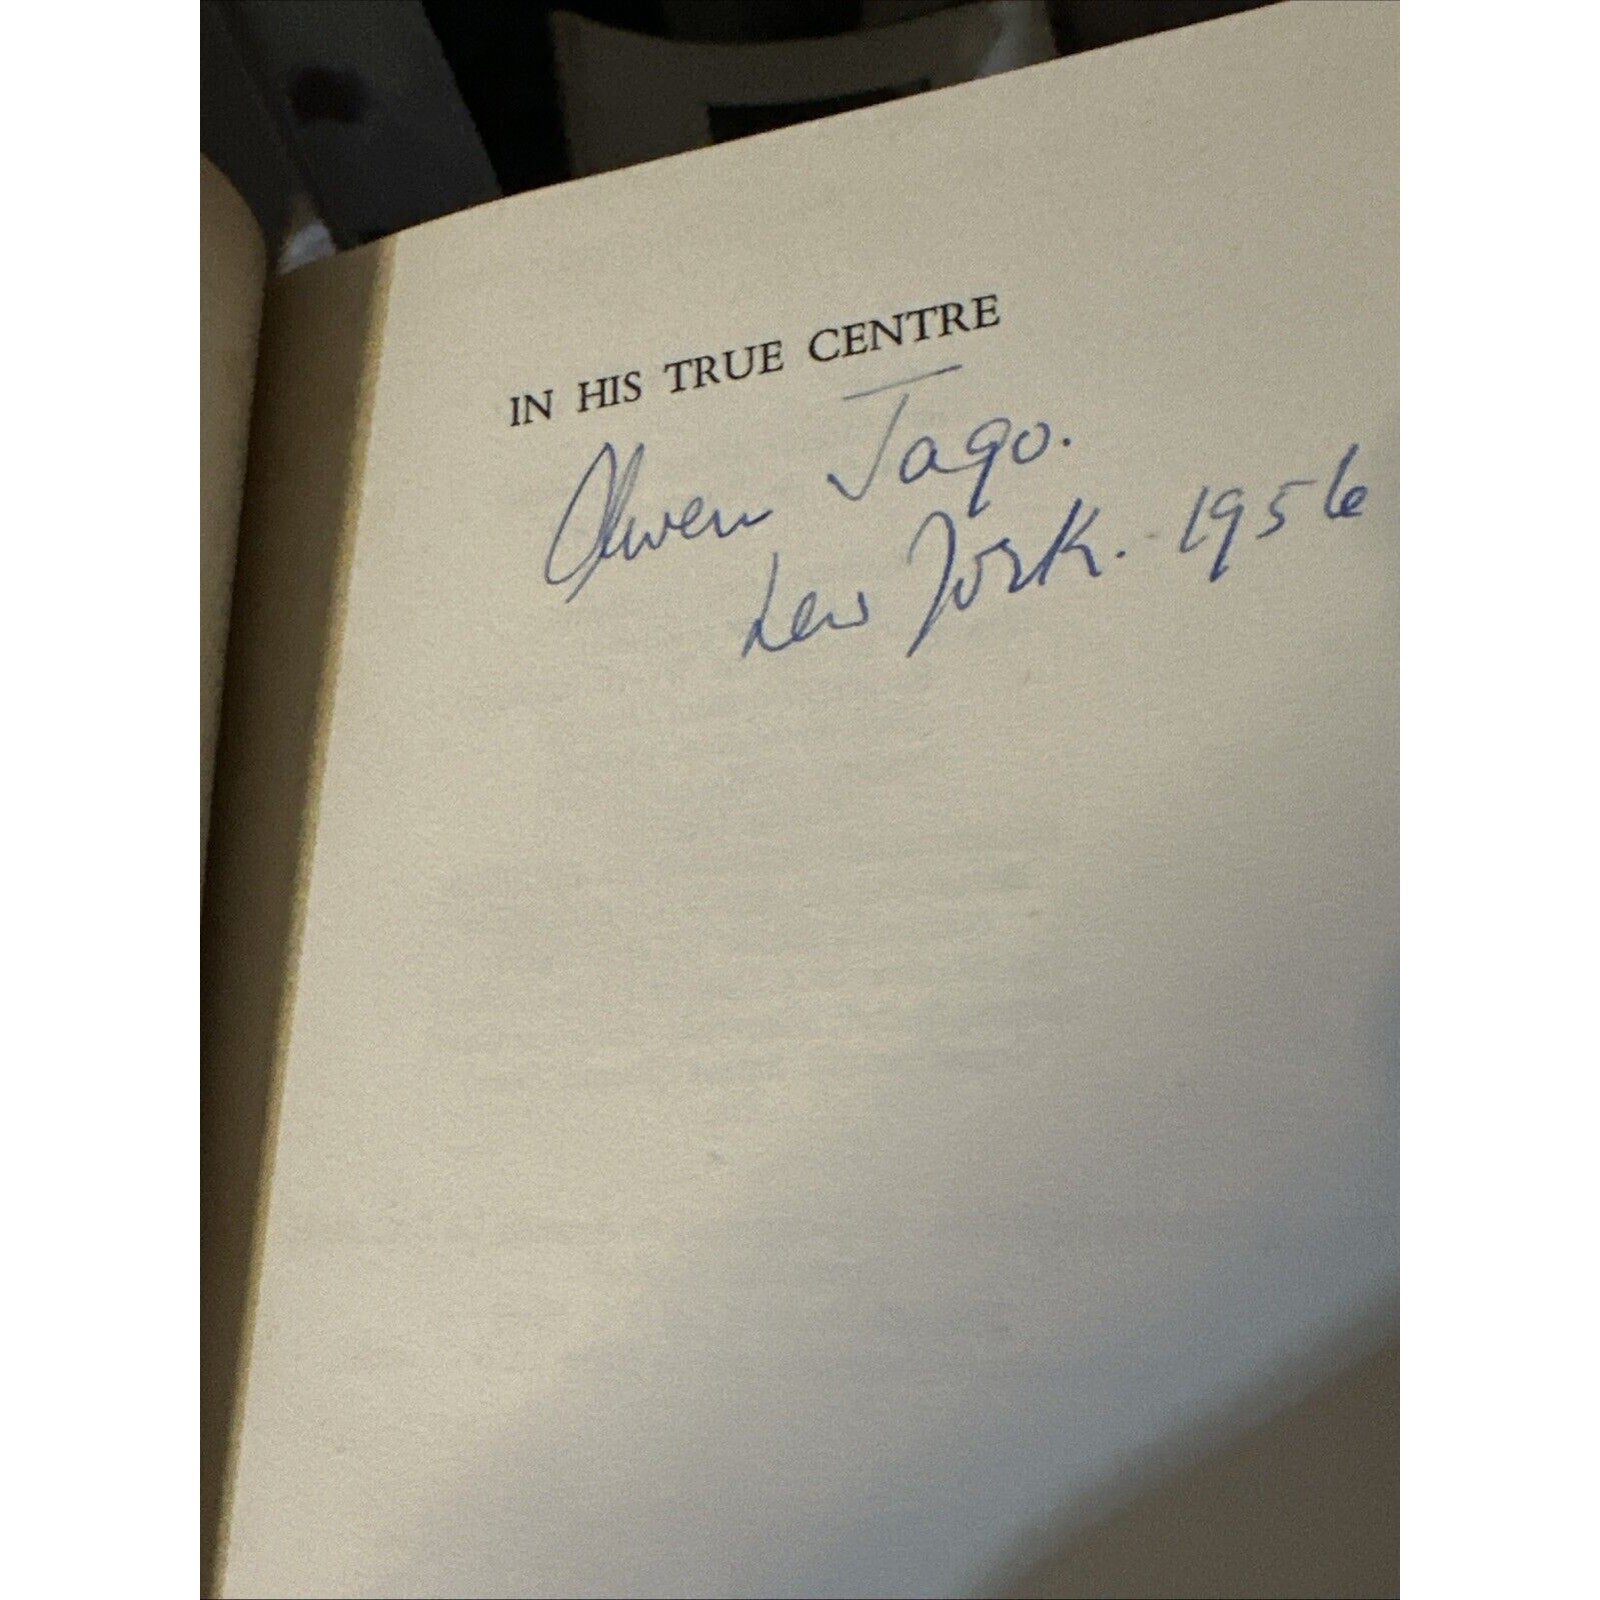 IN HIS TRUE CENTRE
Olwen Jago.
New York. 1956